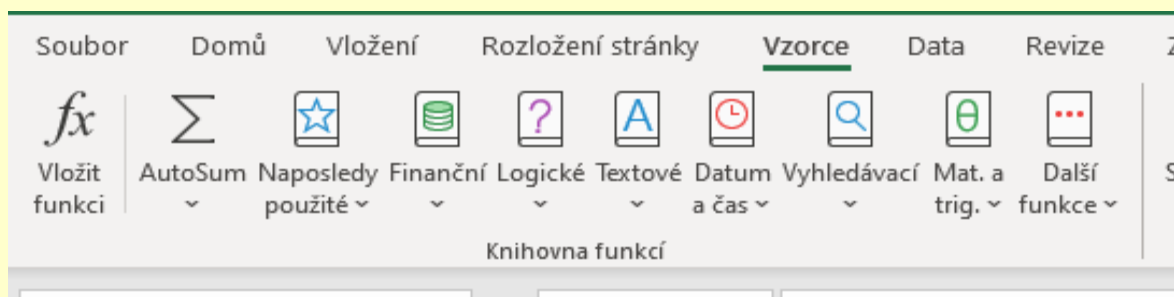 Soubor Domů Vložení Rozložení stránky Vzorce Data Revize
fx
Vložit AutoSum Naposledy Finanční Logické Textové Datum Vyhledávací Mat. a Další
funkci použité a čas trig. funkce
Knihovna funkcí